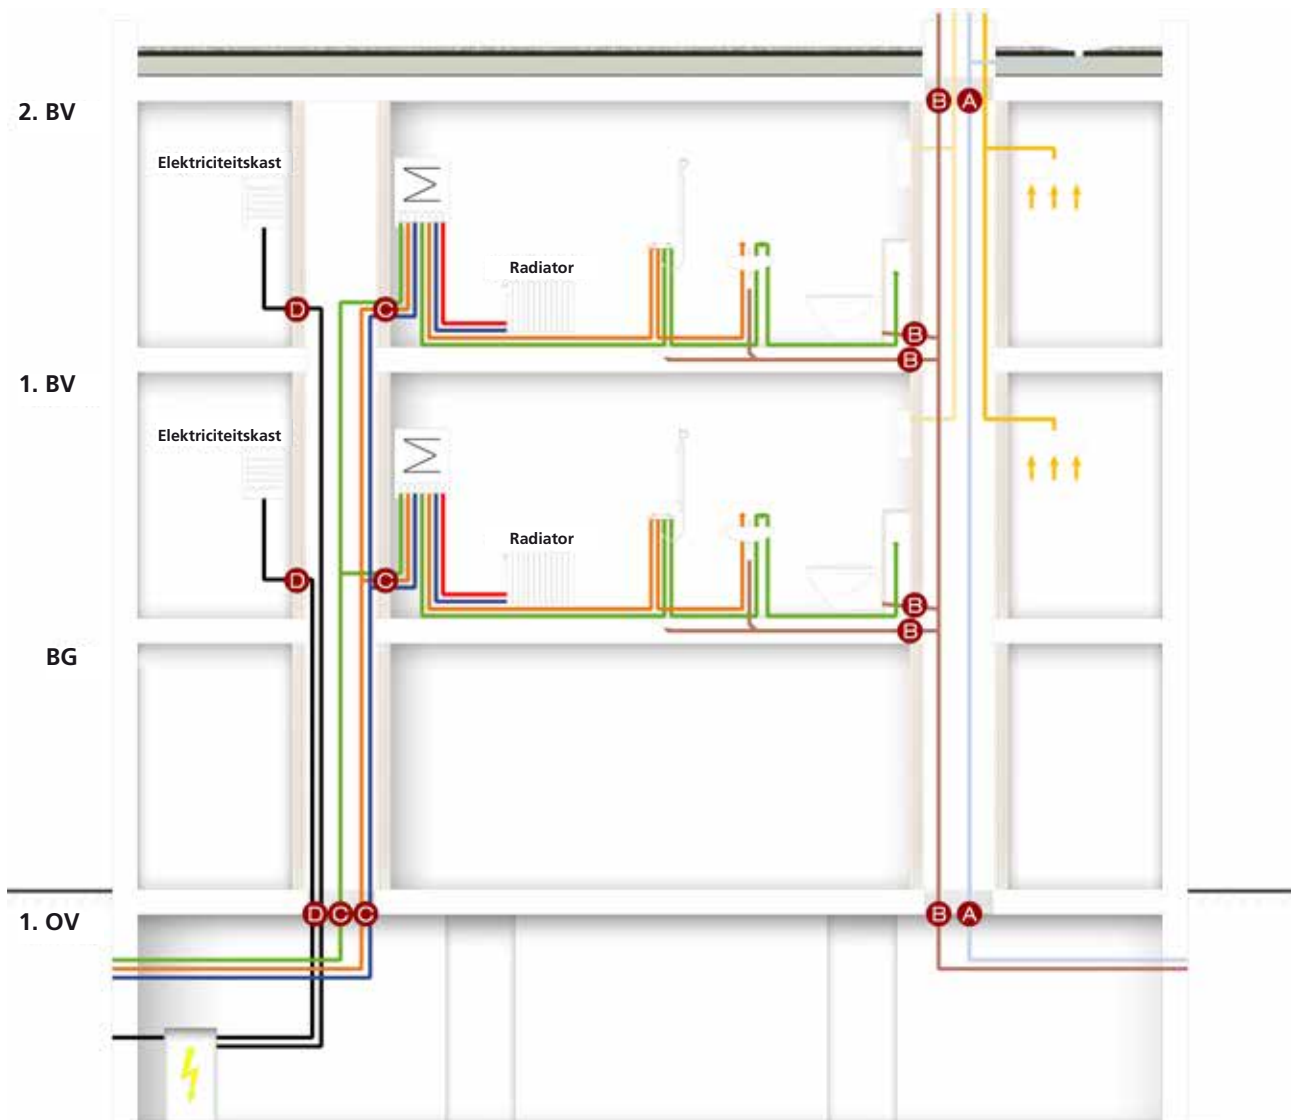 2. BV
B
A
Elektriciteitskast
M
Radiator
D
C
B
B
1. BV
Elektriciteitskast
M
Radiator
D
C
B
B
BG
1. OV
D
C
C
B
A